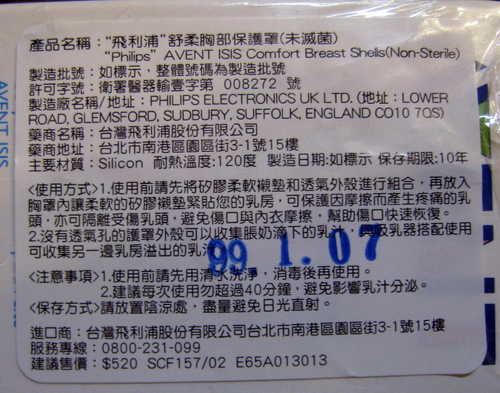 產品名稱："飛利浦"舒柔胸部保護罩(未滅菌)
"Philips" AVENT ISIS Comfort Breast Shells(Non-Sterile)
製造批號：如標示，整體號碼為製造批號
許可字號：衛署醫器輸壹字第 008272 號
製造廠名稱/地址：PHILIPS ELECTRONICS UK LTD. (地址：LOWER
ROAD, GLEMSFORD, SUDBURY, SUFFOLK, ENGLAND CO10 7QS)
藥商名稱：台灣飛利浦股份有限公司
藥商地址：台北市南港區園區街3-1號15樓
主要材質：Silicon 耐熱溫度：120度 製造日期:如標示 保存期限:10年
<使用方式>1.使用前請先將矽膠柔軟襯墊和透氣外殼進行組合，再放入
胸罩內讓柔軟的矽膠襯墊緊貼您的乳房，可保護因摩擦而產生疼痛的乳
頭，亦可隔離受傷乳頭，避免傷口與內衣摩擦，幫助傷口快速恢復。
2.沒有透氣孔的護罩外殼可以收集脹奶滴下的乳汁，與吸乳器搭配使用
可收集另一邊乳房溢出的乳汁
99 1.07
<注意事項>1.使用前請先用清水洗淨，消毒後再使用。
2.建議每次使用勿超過40分鐘，避免影響乳汁分泌。
<保存方式>請放置陰涼處，盡量避免日光直射。
進口商：台灣飛利浦股份有限公司台北市南港區園區街3-1號15樓
服務專線：0800-231-099
建議售價：$520 SCF157/02 E65A013013
AVENT ISIS